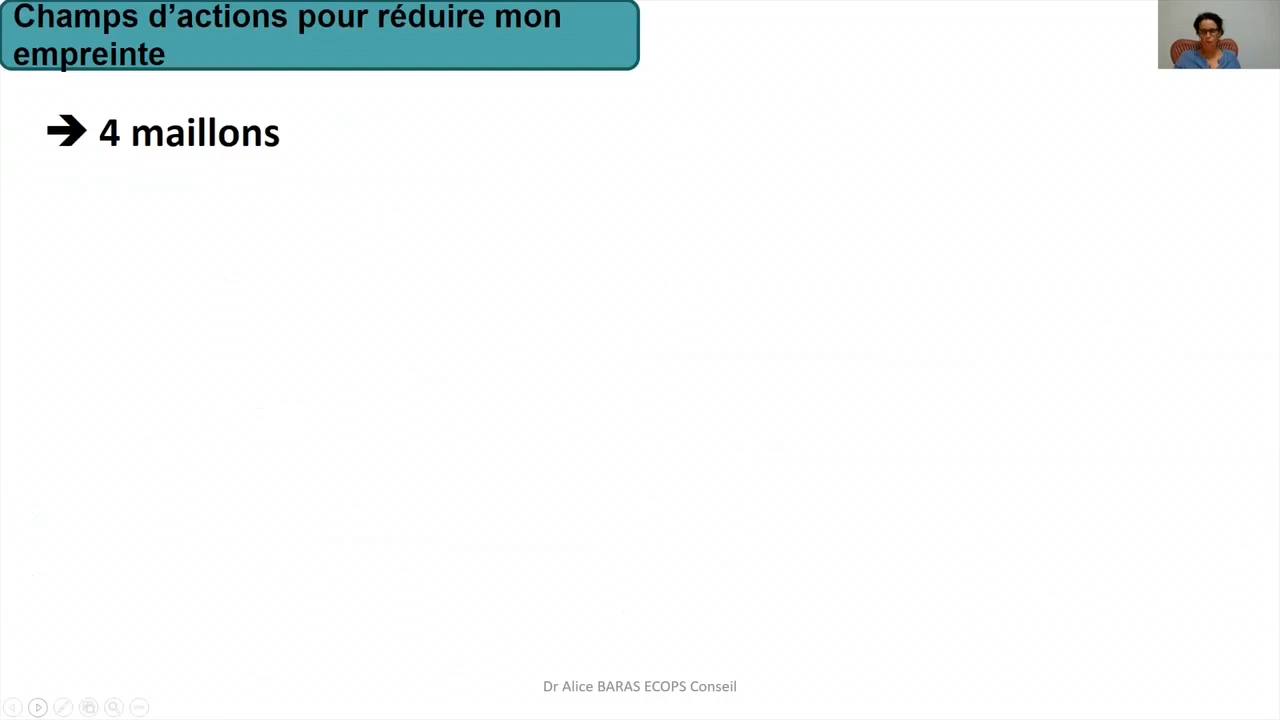 Champs d’actions pour réduire mon
empreinte
➔ 4 maillons
Dr Alice BARAS ECOPS Conseil